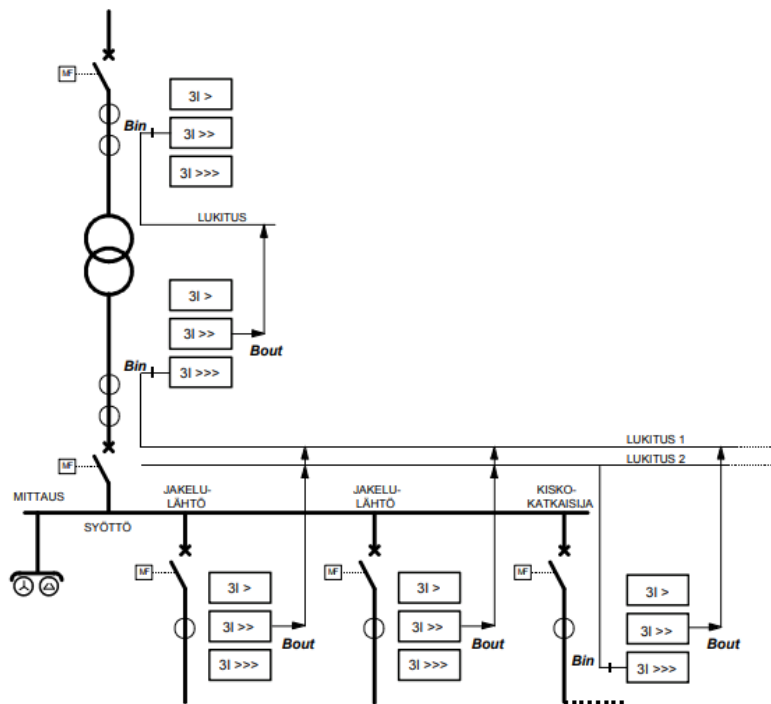 MF
3I >
Bin
3I >>
3I >>>
LUKITUS
3I >
3I >>
Bout
Bin
3I >>>
LUKITUS 1
LUKITUS 2
MF
MITTAUS
JAKELU-
LÄHTÖ
JAKELU-
LÄHTÖ
KISKO-
KATKAISIJA
SYÖTTÖ
MF
3I >
3I >>
Bout
3I >>>
MF
3I >
3I >>
Bout
3I >>>
MF
3I >
3I >>
Bout
Bin
3I >>>